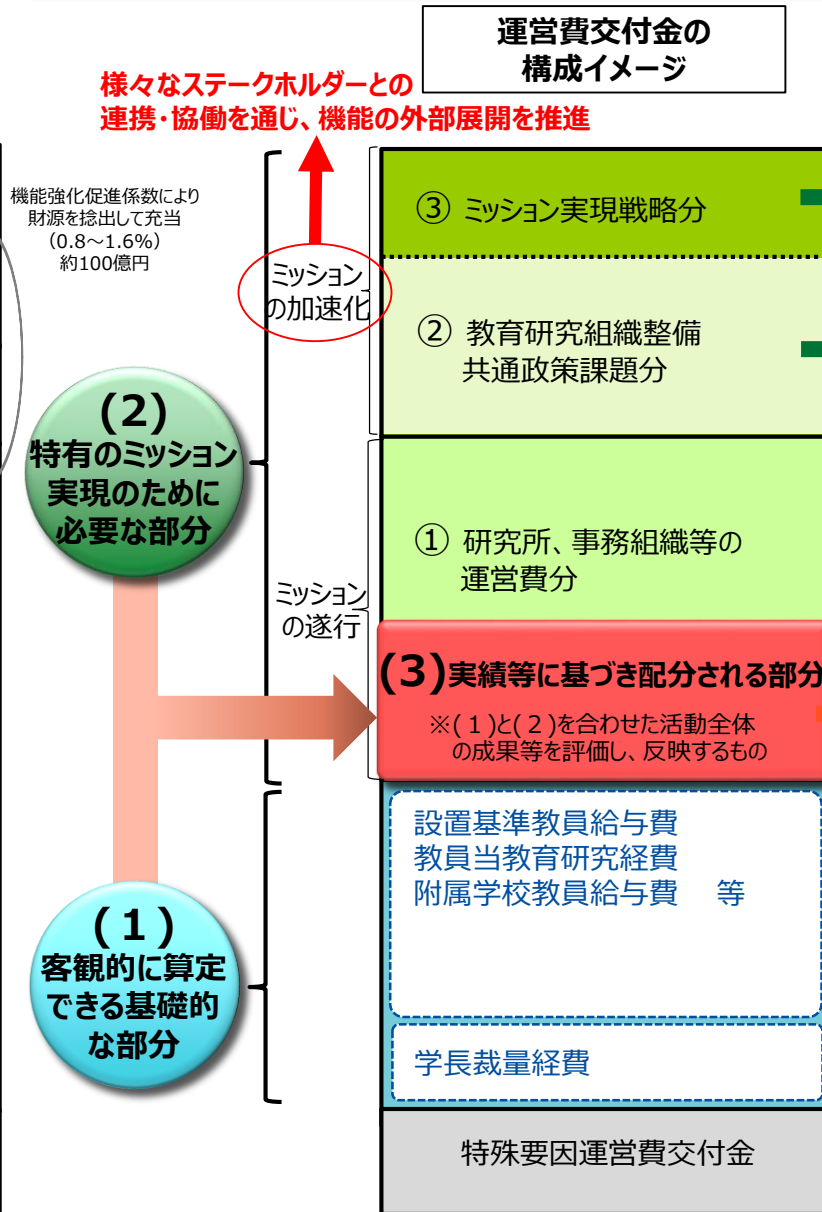 運営費交付金の
構成イメージ
様々なステークホルダーとの
連携・協働を通じ、機能の外部展開を推進
機能強化促進係数により
財源を捻出して充当
（0.8～1.6%）
約100億円
ミッション
の加速化
③ ミッション実現戦略分
② 教育研究組織整備
共通政策課題分
(2)
特有のミッション
実現のために
必要な部分
① 研究所、事務組織等の
運営費分
ミッション
の遂行
(3)実績等に基づき配分される部分
※(1)と(2)を合わせた活動全体
の成果等を評価し、反映するもの
設置基準教員給与費
教員当教育研究経費
附属学校教員給与費　等
(1)
客観的に算定
できる基礎的
な部分
学長裁量経費
特殊要因運営費交付金